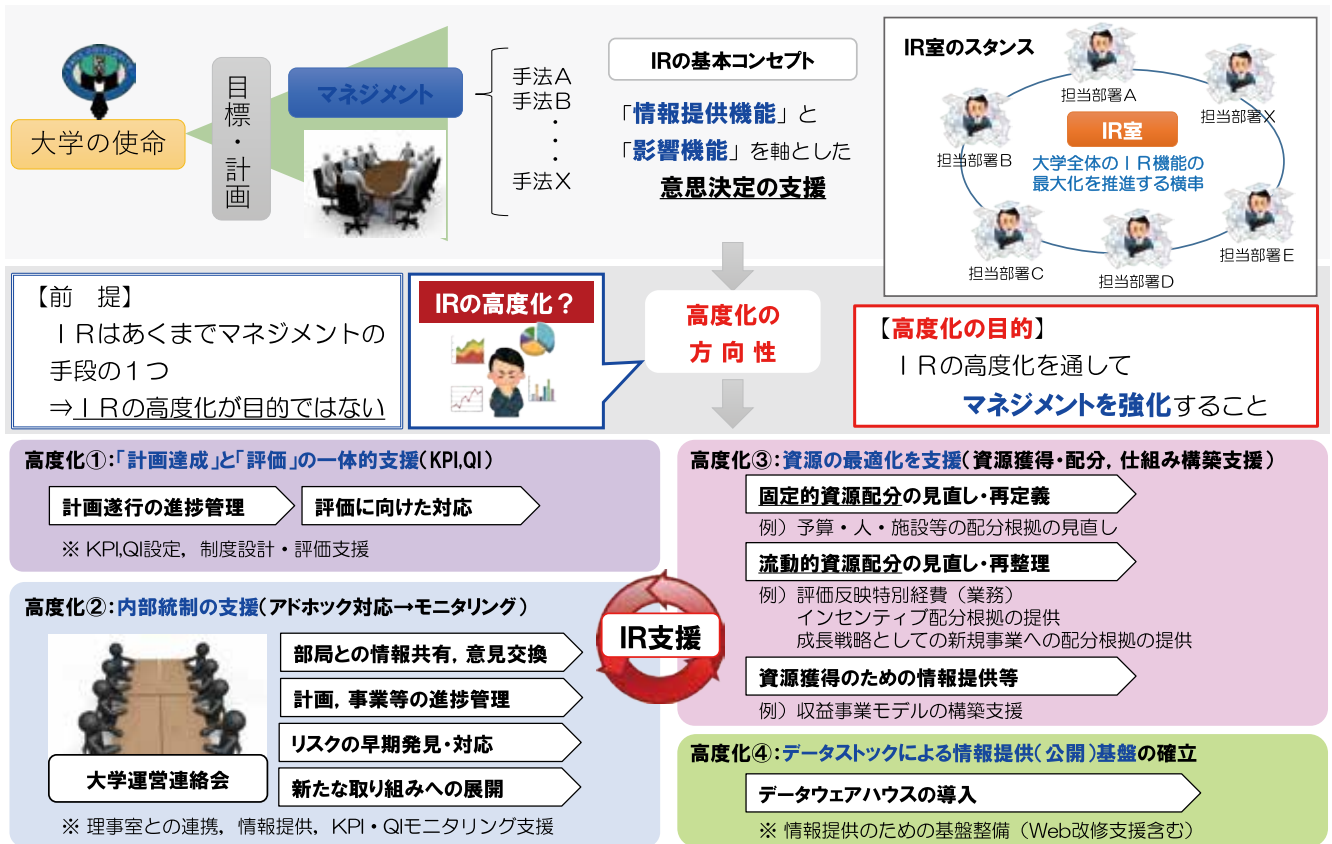 大学の使命
目標・計画
マネジメント
手法A
手法B
・
・
手法X
IRの基本コンセプト
「情報提供機能」と
「影響機能」を軸とした
意思決定の支援
IR室のスタンス
担当部署A
担当部署X
担当部署B
IR室
大学全体のＩＲ機能の
最大化を推進する横串
担当部署E
担当部署C
担当部署D
【前　提】
ＩＲはあくまでマネジメントの
手段の１つ
⇒ＩＲの高度化が目的ではない
IRの高度化？
高度化の
方 向 性
【高度化の目的】
ＩＲの高度化を通して
マネジメントを強化すること
高度化①：「計画達成」と「評価」の一体的支援（KPI,QI）
計画遂行の進捗管理
評価に向けた対応
※ KPI,QI設定，制度設計・評価支援
高度化②：内部統制の支援（アドホック対応→モニタリング）
大学運営連絡会
部局との情報共有，意見交換
計画，事業等の進捗管理
リスクの早期発見・対応
新たな取り組みへの展開
※ 理事室との連携，情報提供，KPI・QIモニタリング支援
IR支援
高度化③：資源の最適化を支援（資源獲得・配分，仕組み構築支援）
固定的資源配分の見直し・再定義
例）予算・人・施設等の配分根拠の見直し
流動的資源配分の見直し・再整理
例）評価反映特別経費（業務）
インセンティブ配分根拠の提供
成長戦略としての新規事業への配分根拠の提供
資源獲得のための情報提供等
例）収益事業モデルの構築支援
高度化④：データストックによる情報提供（公開）基盤の確立
データウェアハウスの導入
※ 情報提供のための基盤整備（Web改修支援含む）